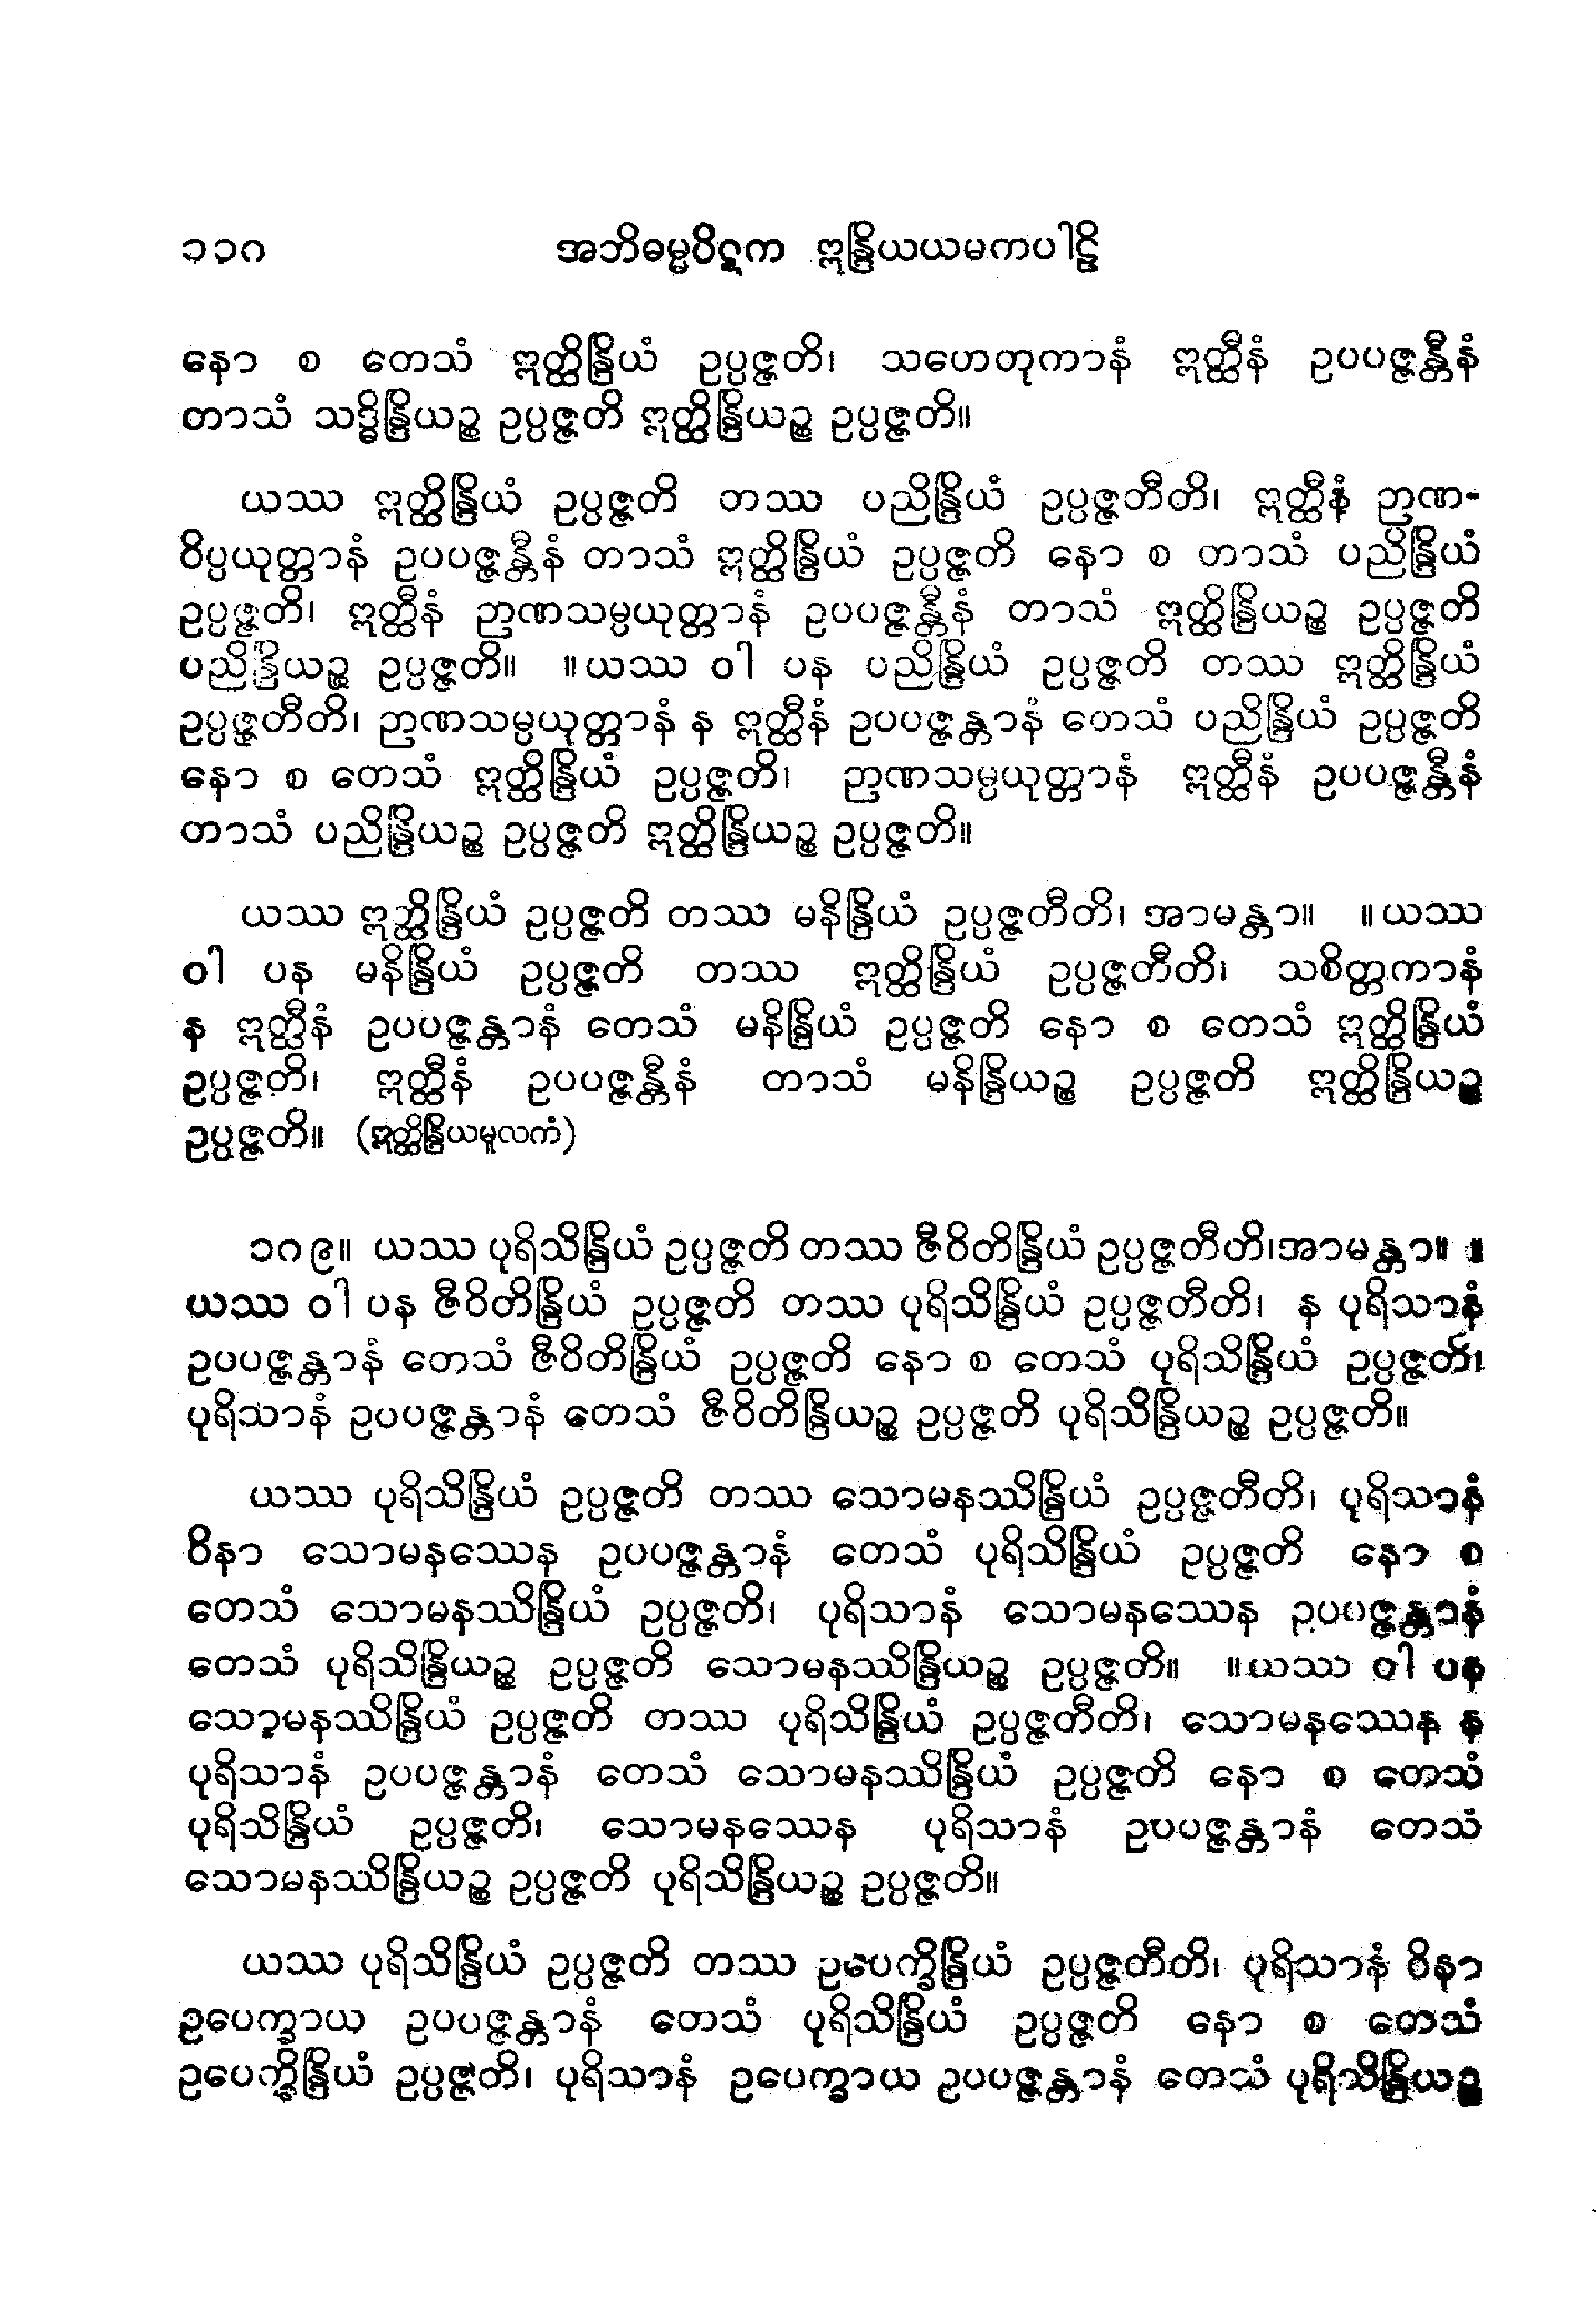 ၁၁၈ အဘိဓမ္မပိဋက ဣန္ဒြိယယမကပါဠိ
နော စ တေသံ ဣတ္ထိန္ဒြိယံ ဥပ္ပဇ္ဇတိ၊ သဟေတုကာနံ ဣတ္ထီနံ ဥပပဇ္ဇန္တီနံ
တာသံ သဒ္ဓိန္ဒြိယဉ္စ ဥပ္ပဇ္ဇတိ ဣတ္ထိန္ဒြိယဉ္စ ဥပ္ပဇ္ဇတိ။
ယဿ ဣတ္ထိန္ဒြိယံ ဥပ္ပဇ္ဇတိ တဿ ပညိန္ဒြိယံ ဥပ္ပဇ္ဇတီတိ၊ ဣတ္ထီနံ ဉာဏ-
ဝိပ္ပယုတ္တာနံ ဥပပဇ္ဇန္တီနံ တာသံ ဣတ္ထိန္ဒြိယံ ဥပ္ပဇ္ဇတိ နော စ တာသံ ပညိန္ဒြိယံ
ဥပ္ပဇ္ဇတိ၊ ဣတ္ထီနံ ဉာဏသမ္ပယုတ္တာနံ ဥပပဇ္ဇန္တီနံ တာသံ ဣတ္ထိန္ဒြိယဉ္စ ဥပ္ပဇ္ဇတိ
ပညိန္ဒြိယဉ္စ ဥပ္ပဇ္ဇတိ။ ။ယဿ ဝါ ပန ပညိန္ဒြိယံ ဥပ္ပဇ္ဇတိ တဿ ဣတ္ထိန္ဒြိယံ
ဥပ္ပဇ္ဇတီတိ၊ ဉာဏသမ္ပယုတ္တာနံ န ဣတ္ထီနံ ဥပပဇ္ဇန္တာနံ တေသံ ပညိန္ဒြိယံ ဥပ္ပဇ္ဇတိ
နော စ တေသံ ဣတ္ထိန္ဒြိယံ ဥပ္ပဇ္ဇတိ၊ ဉာဏသမ္ပယုတ္တာနံ ဣတ္ထီနံ ဥပပဇ္ဇန္တီနံ
တာသံ ပညိန္ဒြိယဉ္စ ဥပ္ပဇ္ဇတိ ဣတ္ထိန္ဒြိယဉ္စ ဥပ္ပဇ္ဇတိ။
ယဿ ဣတ္ထိန္ဒြိယံ ဥပ္ပဇ္ဇတိ တဿ မနိန္ဒြိယံ ဥပ္ပဇ္ဇတီတိ၊ အာမန္တာ။ ။ယဿ
ဝါ ပန မနိန္ဒြိယံ ဥပ္ပဇ္ဇတိ တဿ ဣတ္ထိန္ဒြိယံ ဥပ္ပဇ္ဇတီတိ၊ သစိတ္တကာနံ
န ဣတ္ထီနံ ဥပပဇ္ဇန္တာနံ တေသံ မနိန္ဒြိယံ ဥပ္ပဇ္ဇတိ နော စ တေသံ ဣတ္ထိန္ဒြိယံ
ဥပ္ပဇ္ဇတိ၊ ဣတ္ထီနံ ဥပပဇ္ဇန္တီနံ တာသံ မနိန္ဒြိယဉ္စ ဥပ္ပဇ္ဇတိ ဣတ္ထိန္ဒြိယဉ္စ
ဥပ္ပဇ္ဇတိ။ (ဣတ္ထိန္ဒြိယမူလကံ)
၁၈၉။ ယဿ ပုရိသိန္ဒြိယံ ဥပ္ပဇ္ဇတိ တဿ ဇီဝိတိန္ဒြိယံ ဥပ္ပဇ္ဇတီတိ၊အာမန္တာ။ ။
ယဿ ဝါ ပန ဇီဝိတိန္ဒြိယံ ဥပ္ပဇ္ဇတိ တဿ ပုရိသိန္ဒြိယံ ဥပ္ပဇ္ဇတီတိ၊ န ပုရိသာနံ
ဥပပဇ္ဇန္တာနံ တေသံ ဇီဝိတိန္ဒြိယံ ဥပ္ပဇ္ဇတိ နော စ တေသံ ပုရိသိန္ဒြိယံ ဥပ္ပဇ္ဇတိ၊
ပုရိသာနံ ဥပပဇ္ဇန္တာနံ တေသံ ဇီဝိတိန္ဒြိယဉ္စ ဥပ္ပဇ္ဇတိ ပုရိသိန္ဒြိယဉ္စ ဥပ္ပဇ္ဇတိ။
ယဿ ပုရိသိန္ဒြိယံ ဥပ္ပဇ္ဇတိ တဿ သောမနဿိန္ဒြိယံ ဥပ္ပဇ္ဇတီတိ၊ ပုရိသာနံ
ဝိနာ သောမနဿေန ဥပပဇ္ဇန္တာနံ တေသံ ပုရိသိန္ဒြိယံ ဥပ္ပဇ္ဇတိ နော စ
တေသံ သောမနဿိန္ဒြိယံ ဥပ္ပဇ္ဇတိ၊ ပုရိသာနံ သောမနဿေန ဥပပဇ္ဇန္တာနံ
တေသံ ပုရိသိန္ဒြိယဉ္စ ဥပ္ပဇ္ဇတိ သောမနဿိန္ဒြိယဉ္စ ဥပ္ပဇ္ဇတိ။ ။ယဿ ဝါ ပန
သောမနဿိန္ဒြိယံ ဥပ္ပဇ္ဇတိ တဿ ပုရိသိန္ဒြိယံ ဥပ္ပဇ္ဇတီတိ၊ သောမနဿေန န
ပုရိသာနံ ဥပပဇ္ဇန္တာနံ တေသံ သောမနဿိန္ဒြိယံ ဥပ္ပဇ္ဇတိ နော စ တေသံ
ပုရိသိန္ဒြိယံ ဥပ္ပဇ္ဇတိ၊ သောမနဿေန ပုရိသာနံ ဥပပဇ္ဇန္တာနံ တေသံ
သောမနဿိန္ဒြိယဉ္စ ဥပ္ပဇ္ဇတိ ပုရိသိန္ဒြိယဉ္စ ဥပ္ပဇ္ဇတိ။
ယဿ ပုရိသိန္ဒြိယံ ဥပ္ပဇ္ဇတိ တဿ ဥပေက္ခိန္ဒြိယံ ဥပ္ပဇ္ဇတီတိ၊ ပုရိသာနံ ဝိနာ
ဥပေက္ခာယ ဥပပဇ္ဇန္တာနံ တေသံ ပုရိသိန္ဒြိယံ ဥပ္ပဇ္ဇတိ နော စ တေသံ
ဥပေက္ခိန္ဒြိယံ ဥပ္ပဇ္ဇတိ၊ ပုရိသာနံ ဥပေက္ခာယ ဥပပဇ္ဇန္တာနံ တေသံ ပုရိသိန္ဒြိယဉ္စ